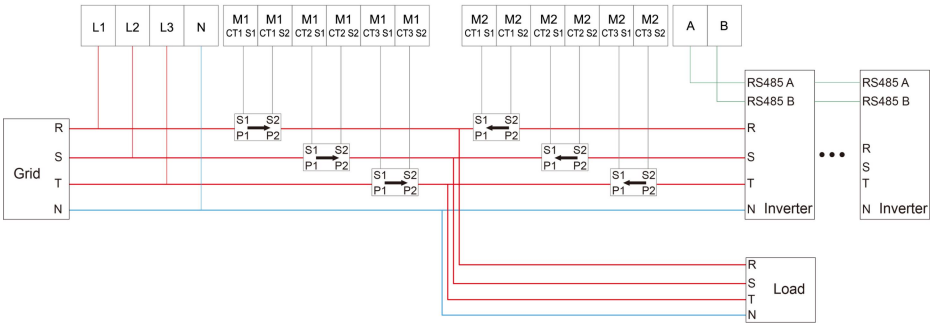 L1 L2 L3 N
M1 M1 M1 M1 M1 M1
CT1 S1 CT1 S2 CT2 S1 CT2 S2 CT3 S1 CT3 S2
M2 M2 M2 M2 M2 M2
CT1 S1 CT1 S2 CT2 S1 CT2 S2 CT3 S1 CT3 S2
A B
RS485 A
RS485 B
RS485 A
RS485 B
Grid
R
S
T
N
S1 S2
P1 P2
S1 S2
P1 P2
S1 S2
P1 P2
S1 S2
P1 P2
S1 S2
P1 P2
S1 S2
P1 P2
R
S
T
N Inverter
R
S
T
N Inverter
R
S
T
N
Load